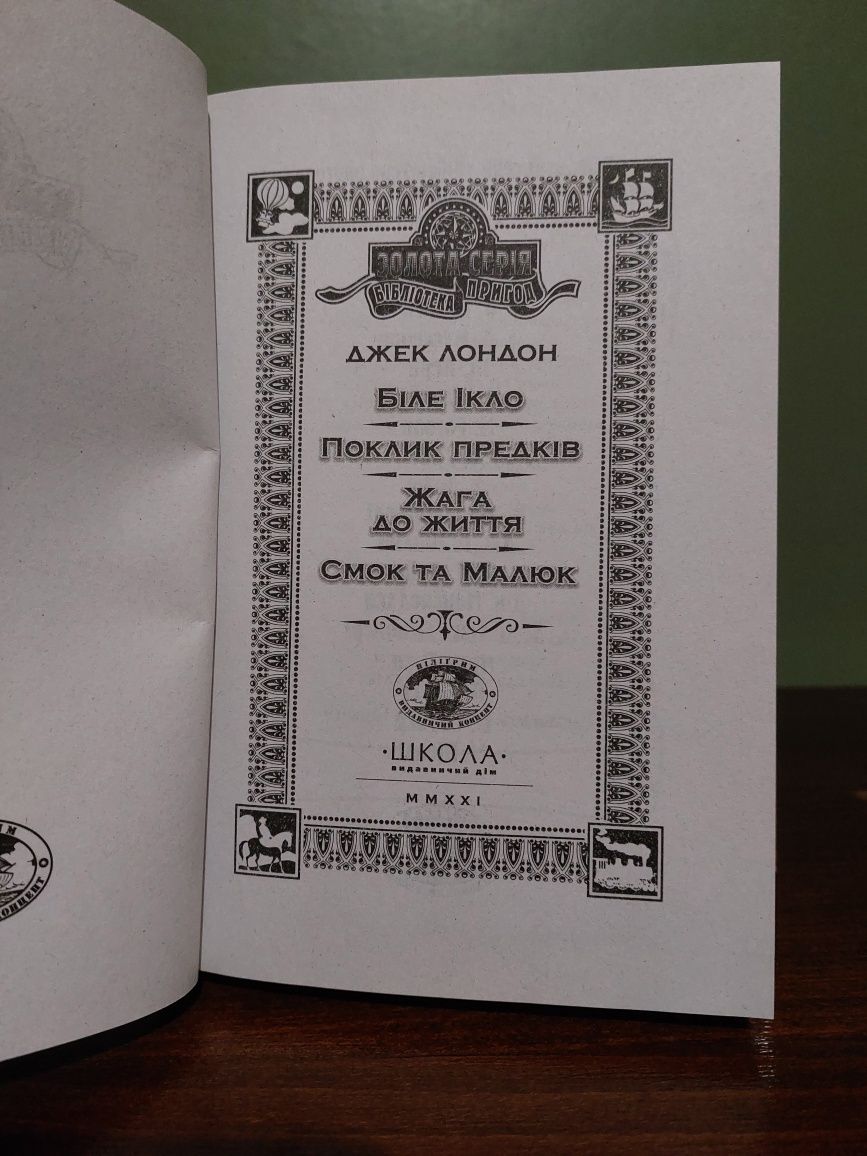 ЗОЛОТА СЕРІЯ
БІБЛІОТЕКА ПРИГОД
ДЖЕК ЛОНДОН
БІЛЕ ІКЛО
ПОКЛИК ПРЕДКІВ
ЖАГА
ДО ЖИТТЯ
СМОК ТА МАЛЮК
ПІЛІГРИМ
ВИДАВНИЧИЙ КОНЦЕПТ
·ШКОЛА·
видавничий дім
MMXXI